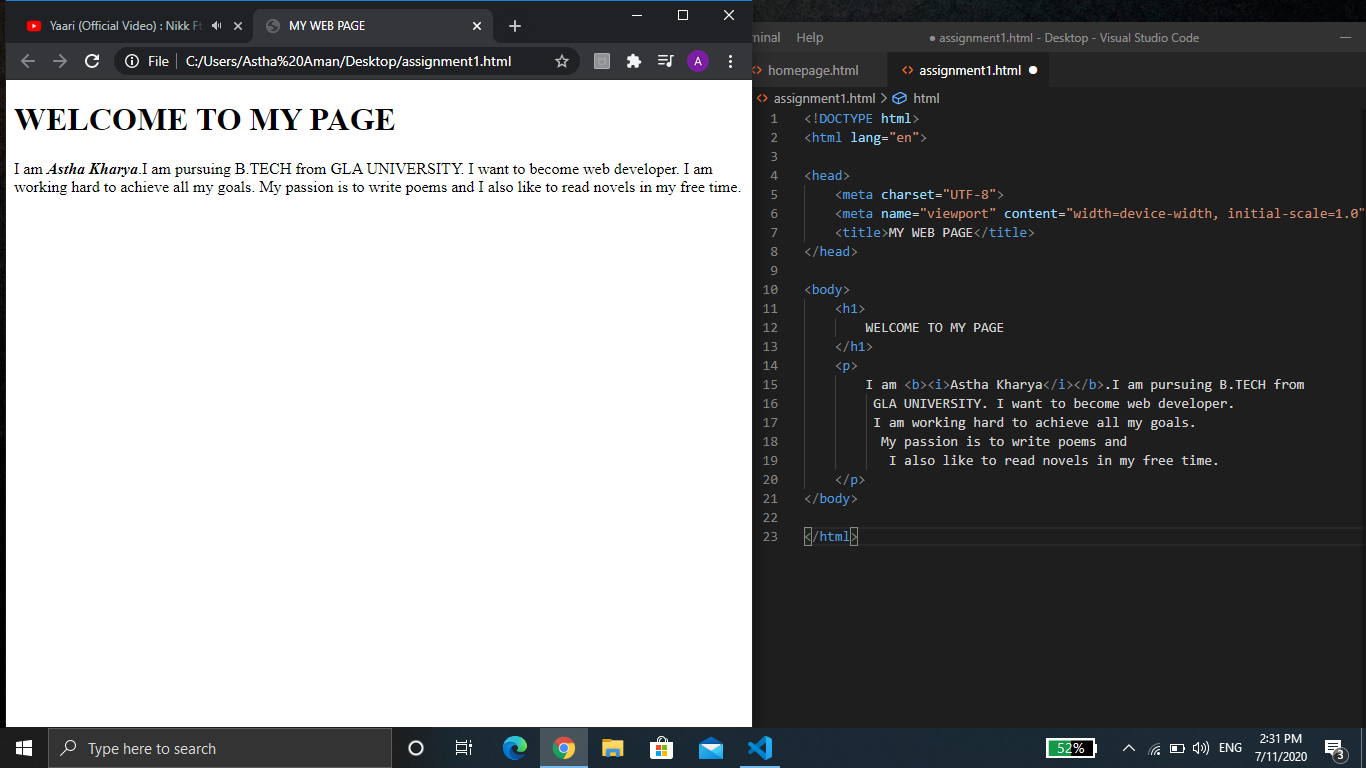 Yaari (Official Video) : Nikk Ft
MY WEB PAGE
File
C:/Users/Astha%20Aman/Desktop/assignment1.html
A
WELCOME TO MY PAGE
I am Astha Kharya.I am pursuing B.TECH from GLA UNIVERSITY. I want to become web developer. I am
working hard to achieve all my goals. My passion is to write poems and I also like to read novels in my free time.
minal Help ● assignment1.html - Desktop - Visual Studio Code
homepage.html assignment1.html ●
assignment1.html > html
1 <!DOCTYPE html>
2 <html lang="en">
3
4 <head>
5 <meta charset="UTF-8">
6 <meta name="viewport" content="width=device-width, initial-scale=1.0"
7 <title>MY WEB PAGE</title>
8 </head>
9
10 <body>
11 <h1>
12 WELCOME TO MY PAGE
13 </h1>
14 <p>
15 I am <b><i>Astha Kharya</i></b>.I am pursuing B.TECH from
16 GLA UNIVERSITY. I want to become web developer.
17 I am working hard to achieve all my goals.
18 My passion is to write poems and
19 I also like to read novels in my free time.
20 </p>
21 </body>
22
23 </html>
Type here to search
52%
ENG
2:31 PM
7/11/2020
3